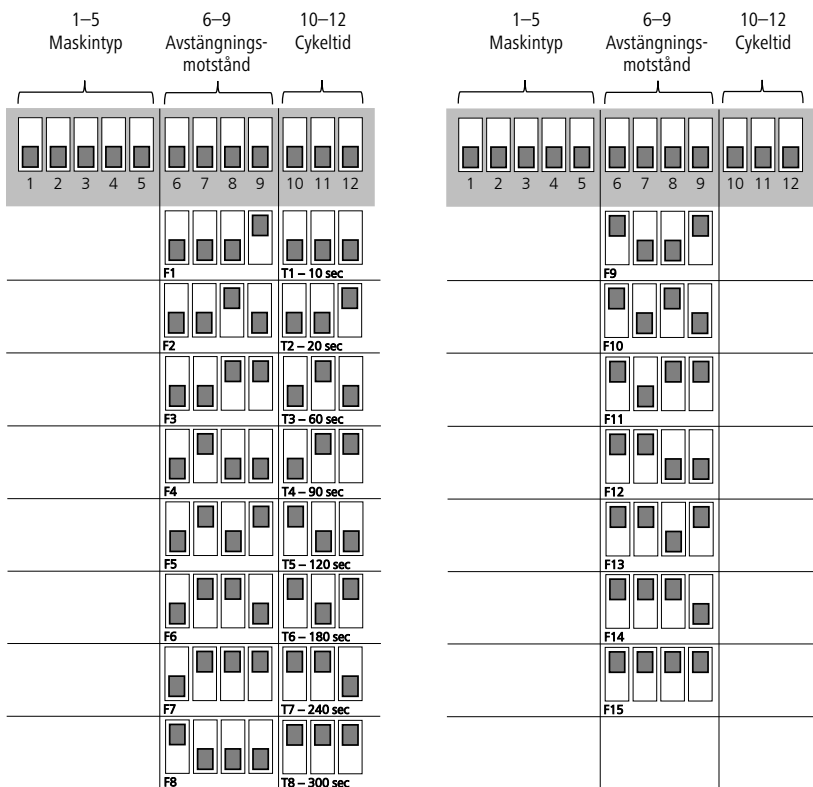 1–5
Maskintyp
6–9
Avstängnings-
motstånd
10–12
Cykeltid
1 2 3 4 5 6 7 8 9 10 11 12
F1 T1 – 10 sec
F2 T2 – 20 sec
F3 T3 – 60 sec
F4 T4 – 90 sec
F5 T5 – 120 sec
F6 T6 – 180 sec
F7 T7 – 240 sec
F8 T8 – 300 sec
1–5
Maskintyp
6–9
Avstängnings-
motstånd
10–12
Cykeltid
1 2 3 4 5 6 7 8 9 10 11 12
F9
F10
F11
F12
F13
F14
F15